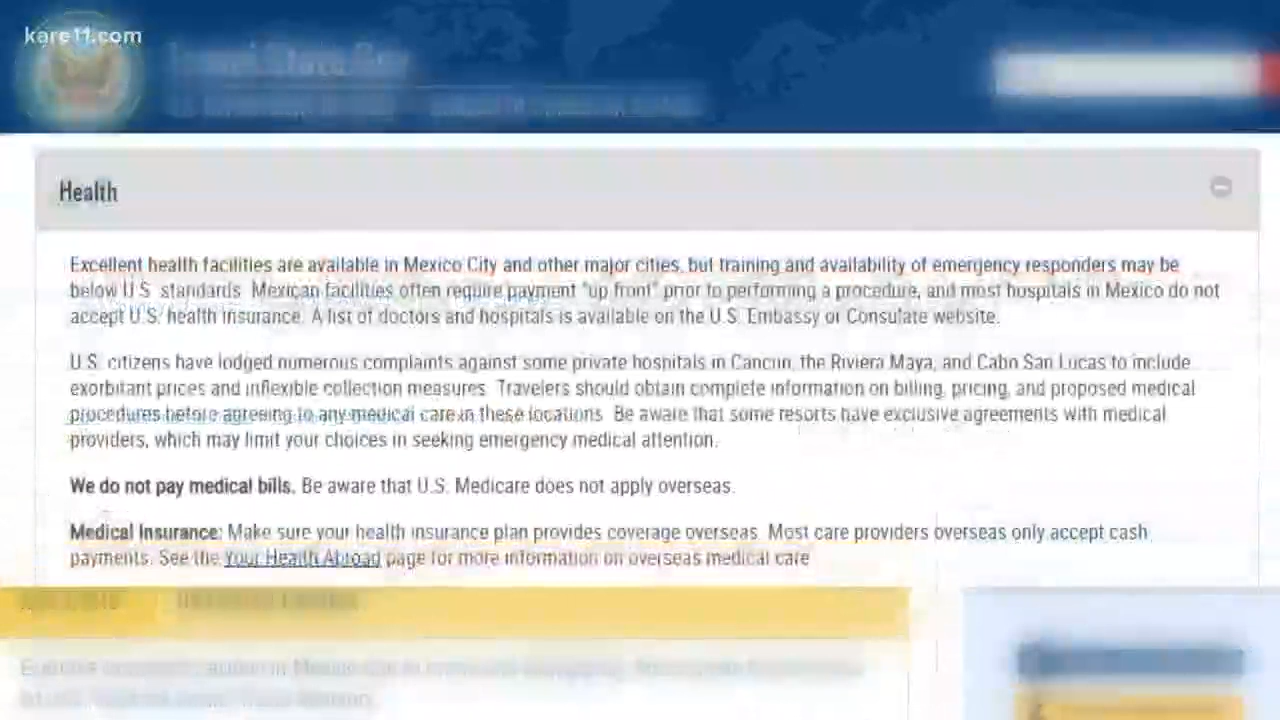 kare11.com
Travel.State.Gov
Health
Excellent health facilities are available in Mexico City and other major cities, but training and availability of emergency responders may be
below U.S. standards. Mexican facilities often require payment "up front" prior to performing a procedure, and most hospitals in Mexico do not
accept U.S. health insurance. A list of doctors and hospitals is available on the U.S. Embassy or Consulate website.
U.S. citizens have lodged numerous complaints against some private hospitals in Cancun, the Riviera Maya, and Cabo San Lucas to include
exorbitant prices and inflexible collection measures. Travelers should obtain complete information on billing, pricing, and proposed medical
procedures before agreeing to any medical care in these locations. Be aware that some resorts have exclusive agreements with medical
providers, which may limit your choices in seeking emergency medical attention.
We do not pay medical bills. Be aware that U.S. Medicare does not apply overseas.
Medical Insurance: Make sure your health insurance plan provides coverage overseas. Most care providers overseas only accept cash
payments. See the Your Health Abroad page for more information on overseas medical care